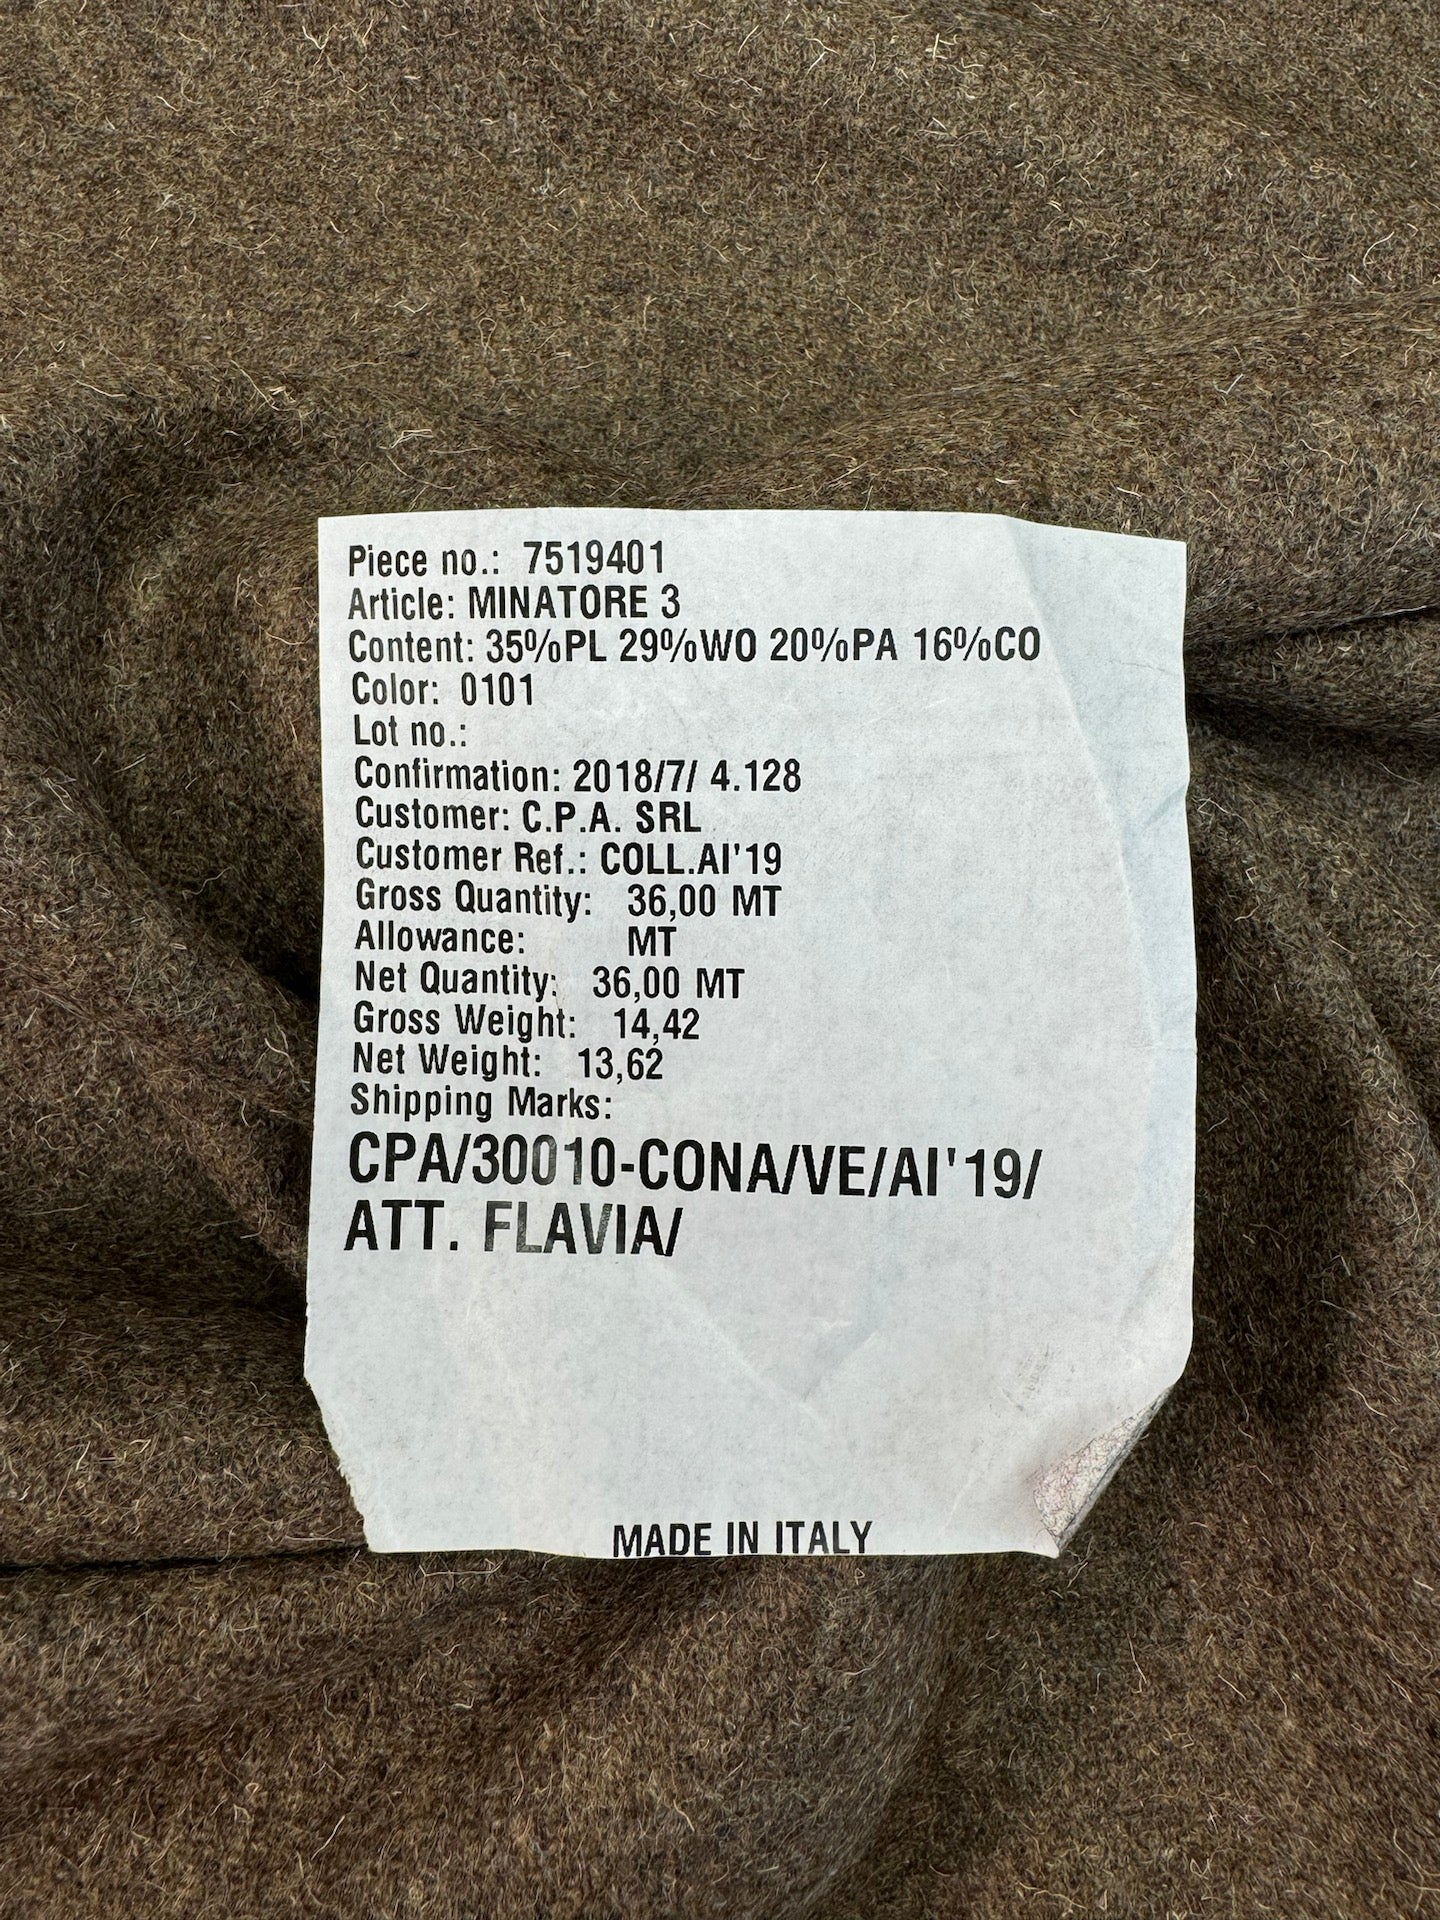 Piece no.: 7519401
Article: MINATORE 3
Content: 35%PL 29%WO 20%PA 16%CO
Color: 0101
Lot no.:
Confirmation: 2018/7/ 4.128
Customer: C.P.A. SRL
Customer Ref.: COLL.AI'19
Gross Quantity: 36,00 MT
Allowance: MT
Net Quantity: 36,00 MT
Gross Weight: 14,42
Net Weight: 13,62
Shipping Marks:
CPA/30010-CONA/VE/AI'19/
ATT. FLAVIA/
MADE IN ITALY